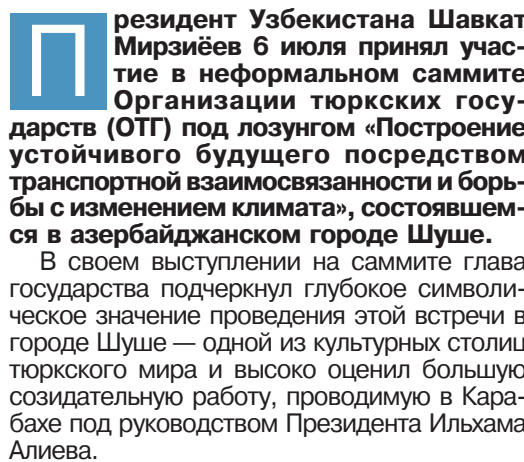 Президент Узбекистана Шавкат
Мирзиёев 6 июля принял учас-
тие в неформальном саммите
Организации тюркских госу-
дарств (ОТГ) под лозунгом «Построение
устойчивого будущего посредством
транспортной взаимосвязанности и борь-
бы с изменением климата», состоявшем-
ся в азербайджанском городе Шуше.
В своем выступлении на саммите глава
государства подчеркнул глубокое символи-
ческое значение проведения этой встречи в
городе Шуше — одной из культурных столиц
тюркского мира и высоко оценил большую
созидательную работу, проводимую в Кара-
бахе под руководством Президента Ильхама
Алиева.